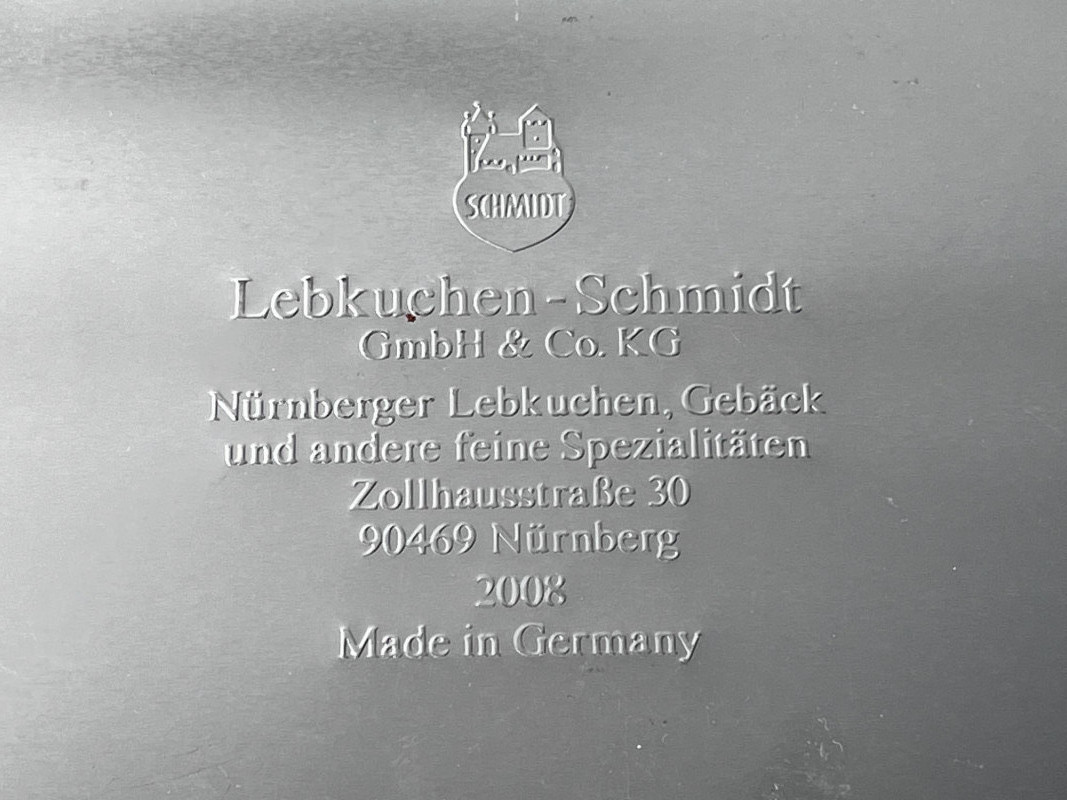 SCHMIDT
Lebkuchen-Schmidt
GmbH & Co. KG
Nürnberger Lebkuchen, Gebäck
und andere feine Spezialitäten
Zollhausstraße 30
90469 Nürnberg
2008
Made in Germany